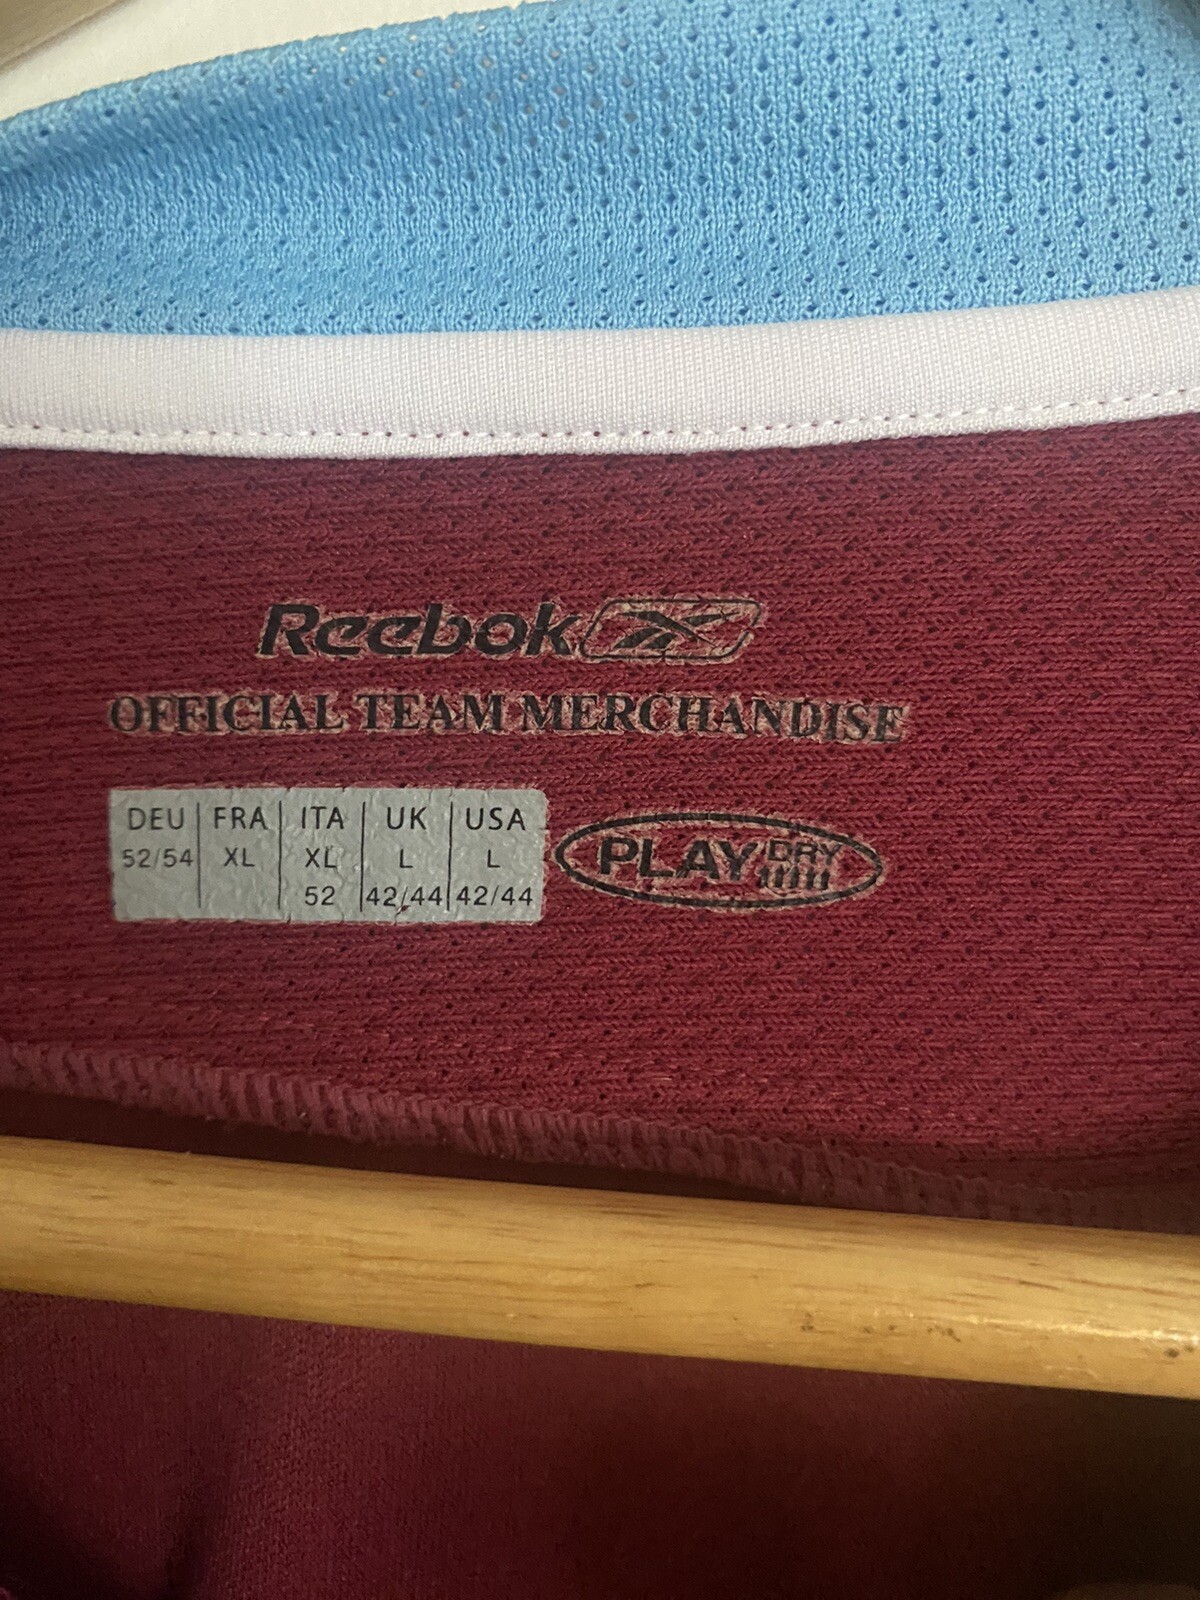 Reebok
OFFICIAL TEAM MERCHANDISE
DEU FRA ITA UK USA
52/54 XL XL L L
52 42/44 42/44
PLAY DRY